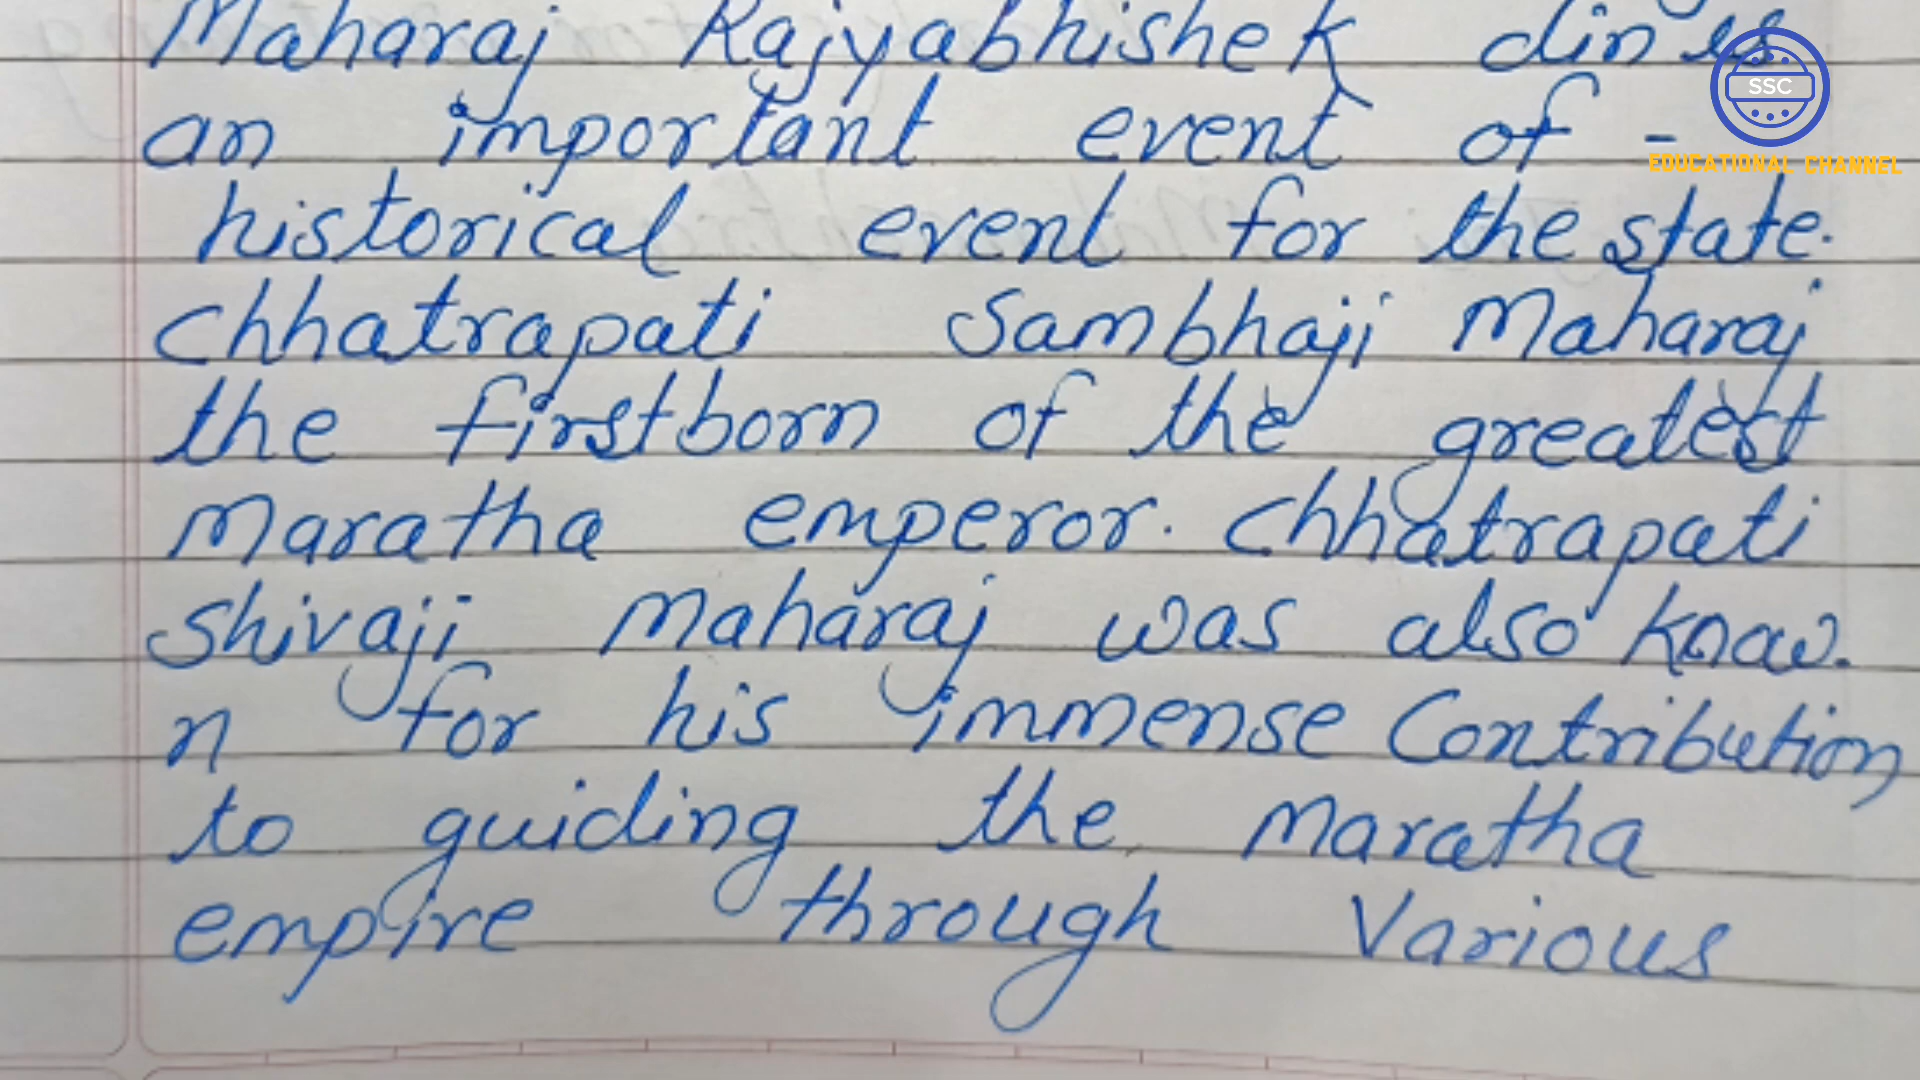 Maharaj Rajyabhishek din is
SSC
an important event of -
EDUCATIONAL CHANNEL
historical event for the state.
Chhatrapati Sambhaji Maharaj
the firstborn of the greatest
Maratha emperor. Chhatrapati
Shivaji Maharaj was also know.
n for his immense Contribution
to guiding the Maratha
empire through Various